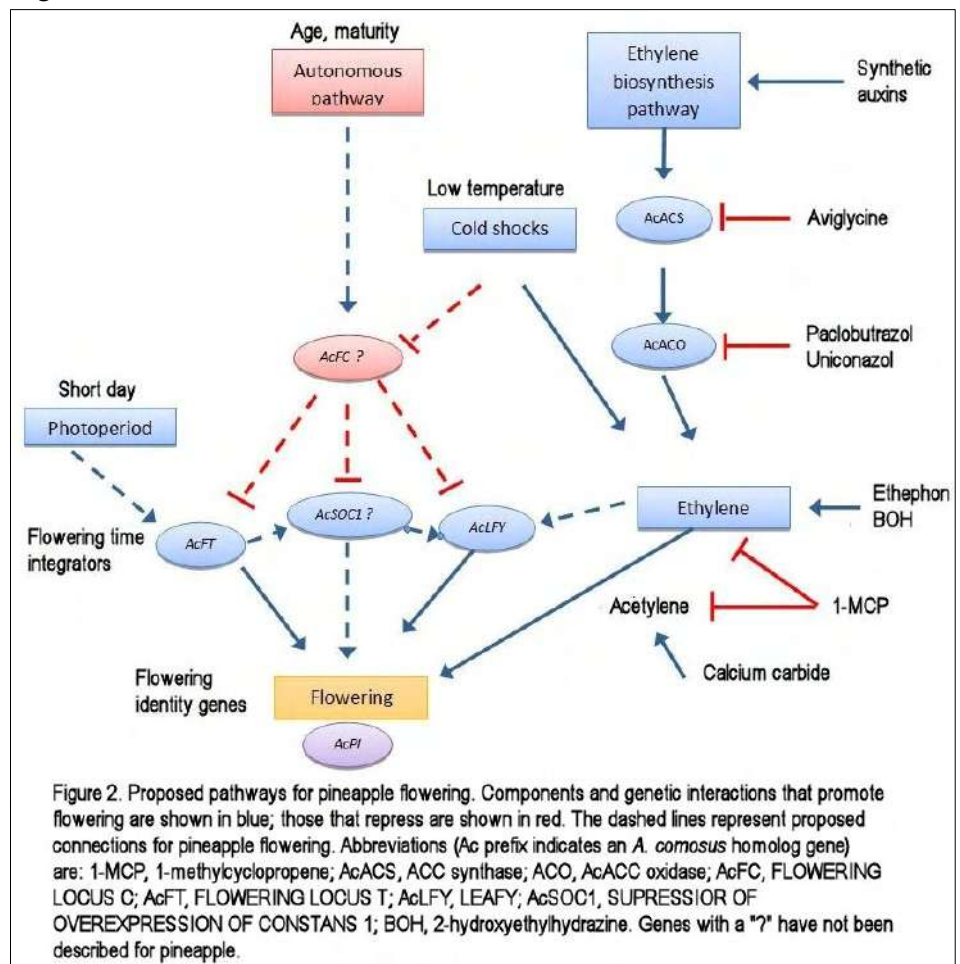 Age, maturity
Autonomous
pathway
Ethylene
biosynthesis
pathway
Synthetic
auxins
Low temperature
Cold shocks
AcACS
Aviglycine
AcACO
Paclobutrazol
Uniconazol
AcFC ?
Short day
Photoperiod
AcSOC1 ?
AcFT
AcLFY
Ethylene
Ethephon
BOH
Flowering time
integrators
Acetylene
1-MCP
Calcium carbide
Flowering
identity genes
Flowering
AcPI
Figure 2. Proposed pathways for pineapple flowering. Components and genetic interactions that promote
flowering are shown in blue; those that repress are shown in red. The dashed lines represent proposed
connections for pineapple flowering. Abbreviations (Ac prefix indicates an A. comosus homolog gene)
are: 1-MCP, 1-methylcyclopropene; AcACS, ACC synthase; ACO, AcACC oxidase; AcFC, FLOWERING
LOCUS C; AcFT, FLOWERING LOCUS T; AcLFY, LEAFY; AcSOC1, SUPRESSIOR OF
OVEREXPRESSION OF CONSTANS 1; BOH, 2-hydroxyethylhydrazine. Genes with a "?" have not been
described for pineapple.